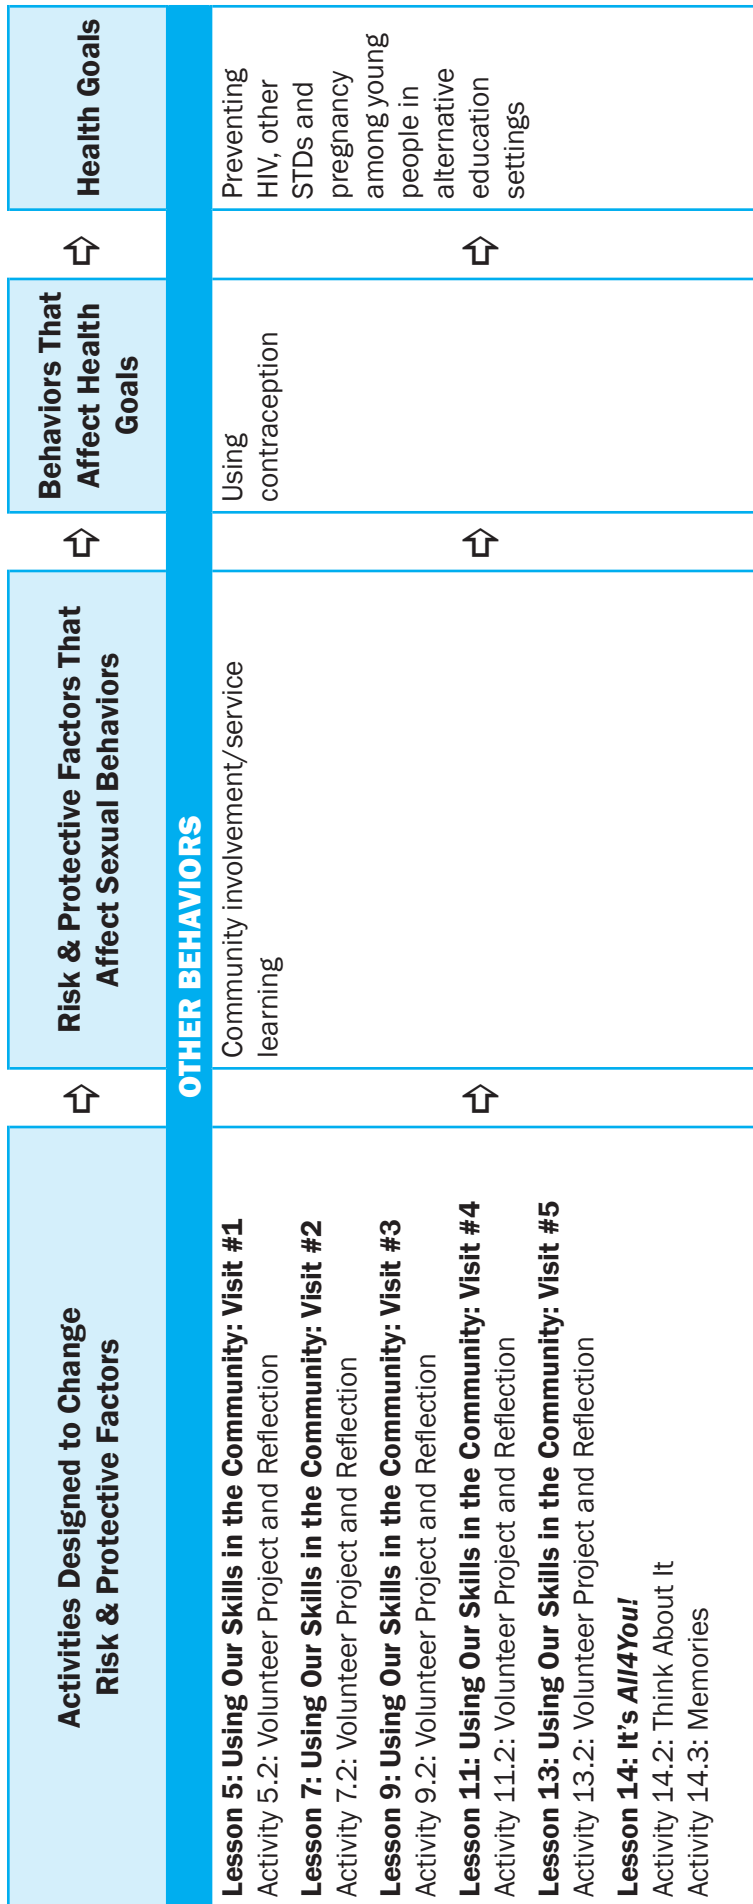 Activities Designed to Change
Risk & Protective Factors
Risk & Protective Factors That
Affect Sexual Behaviors
Behaviors That
Affect Health
Goals
Health Goals
OTHER BEHAVIORS
Lesson 5: Using Our Skills in the Community: Visit #1
Activity 5.2: Volunteer Project and Reflection
Lesson 7: Using Our Skills in the Community: Visit #2
Activity 7.2: Volunteer Project and Reflection
Lesson 9: Using Our Skills in the Community: Visit #3
Activity 9.2: Volunteer Project and Reflection
Lesson 11: Using Our Skills in the Community: Visit #4
Activity 11.2: Volunteer Project and Reflection
Lesson 13: Using Our Skills in the Community: Visit #5
Activity 13.2: Volunteer Project and Reflection
Lesson 14: It's All4You!
Activity 14.2: Think About It
Activity 14.3: Memories
Community involvement/service
learning
Using
contraception
Preventing
HIV, other
STDs and
pregnancy
among young
people in
alternative
education
settings